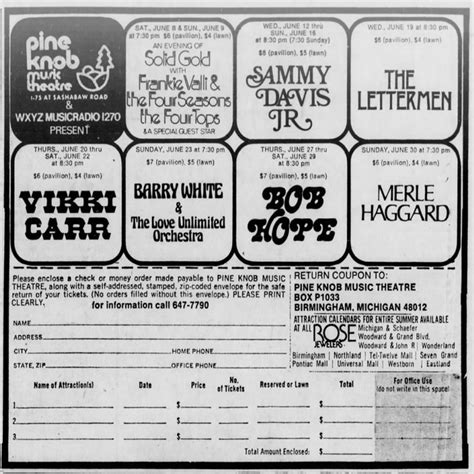 pine
knob
music
theatre
I-75 AT SASHABAW ROAD
&
WXYZ MUSICRADIO 1270
PRESENT
SAT., JUNE 8 & SUN., JUNE 9
at 7:30 pm $6 (pavilion), $5 (lawn)
AN EVENING OF
Solid Gold
WITH
Frankie Valli &
the Four Seasons
the Four Tops
& A SPECIAL GUEST STAR
WED., JUNE 12 thru
SUN., JUNE 16
at 8:30 pm (7:30 Sunday)
$6 (pavilion), $4 (lawn)
SAMMY
DAVIS
JR
WED., JUNE 19 at 8:30 pm
$6 (pavilion), $4 (lawn)
THE
LETTERMEN
THURS., JUNE 20 thru
SAT., JUNE 22
at 8:30 pm
$6 (pavilion), $4 (lawn)
VIKKI
CARR
SUNDAY, JUNE 23 at 7:30 pm
$7 (pavilion), $5 (lawn)
BARRY WHITE
&
The Love Unlimited
Orchestra
THURS., JUNE 27 thru
SAT., JUNE 29
at 8:30 pm
$7 (pavilion), $4 (lawn)
BOB
HOPE
SUNDAY, JUNE 30 at 7:30 pm
$6 (pavilion), $4 (lawn)
MERLE
HAGGARD
Please enclose a check or money order made payable to PINE KNOB MUSIC
THEATRE, along with a self-addressed, stamped, zip-coded envelope for the safe
return of your tickets. (No orders filled without this envelope.) PLEASE PRINT
CLEARLY,
for information call 647-7790
RETURN COUPON TO:
PINE KNOB MUSIC THEATRE
BOX P1033
BIRMINGHAM, MICHIGAN 48012
ATTRACTION CALENDARS FOR ENTIRE SUMMER AVAILABLE
AT ALL
ROSE
JEWELERS
Michigan & Schaefer
Woodward & Grand Blvd.
Woodward & John R | Wonderland
Birmingham | Northland | Tel-Twelve Mall | Seven Grand
Pontiac Mall | Universal Mall | Westborn | Eastland
NAME
ADDRESS
CITY HOME PHONE
STATE, ZIP OFFICE PHONE
Name of Attraction(s) Date Price No. of Tickets Reserved or Lawn Total For Office Use (do not write in this space)
1. $ $
2. $ $
3. $ $
Total Amount Enclosed: $